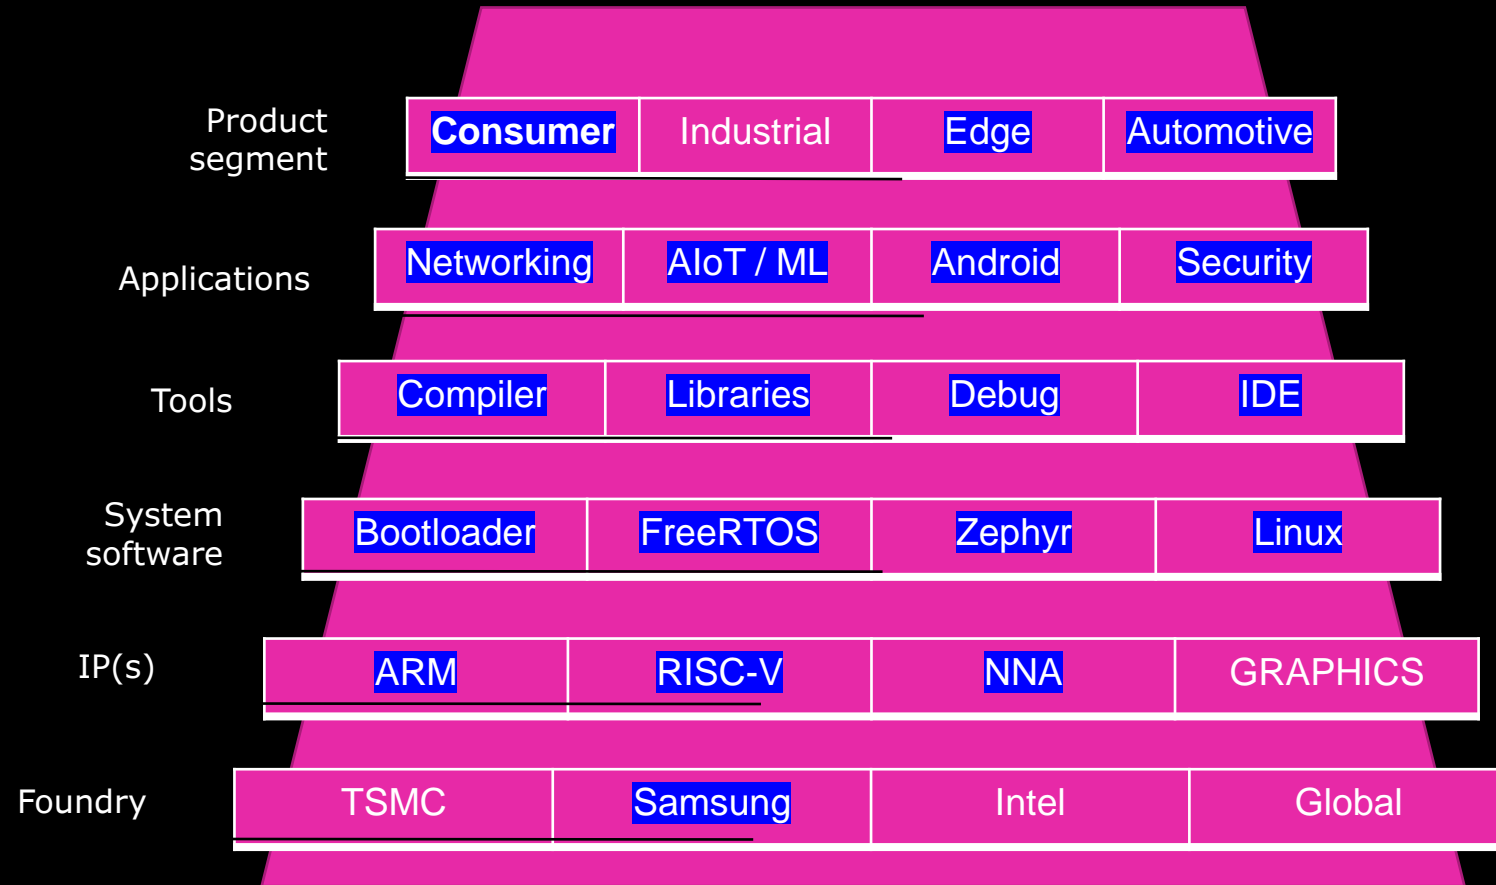 Product
segment
Consumer Industrial Edge Automotive
Applications
Networking AIoT / ML Android Security
Tools
Compiler Libraries Debug IDE
System
software
Bootloader FreeRTOS Zephyr Linux
IP(s)
ARM RISC-V NNA GRAPHICS
Foundry
TSMC Samsung Intel Global